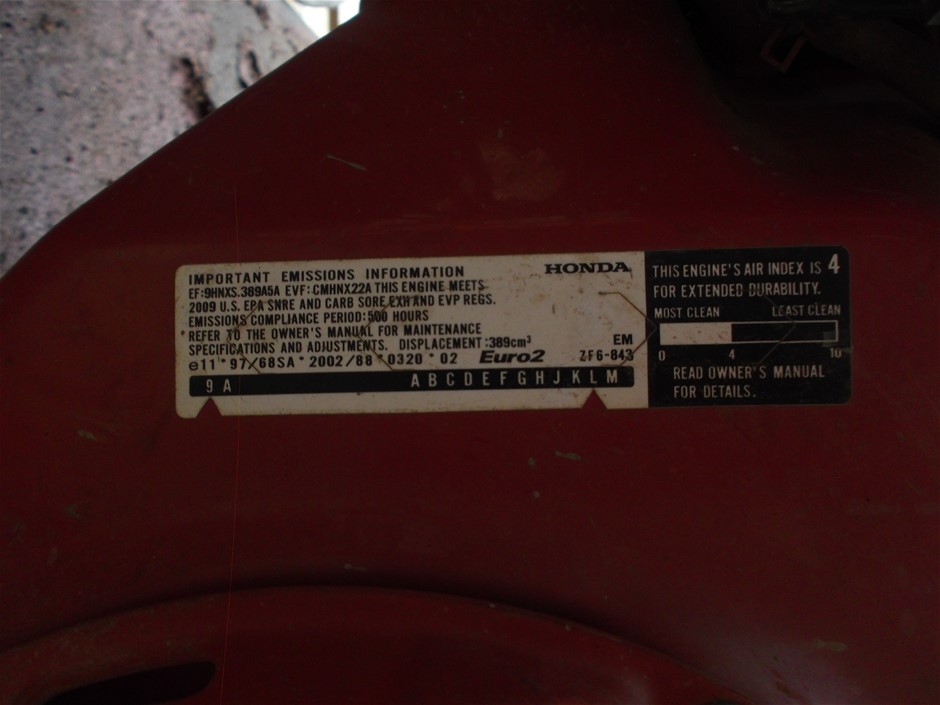 IMPORTANT EMISSIONS INFORMATION HONDA
EF:9HNXS.389A5A EVF:CMHNX22A THIS ENGINE MEETS
2009 U.S. EPA SNRE AND CARB SORE EXH AND EVP REGS.
EMISSIONS COMPLIANCE PERIOD:500 HOURS
*REFER TO THE OWNER'S MANUAL FOR MAINTENANCE
SPECIFICATIONS AND ADJUSTMENTS. DISPLACEMENT:389cm³ EM
e11*97/68SA*2002/88*0320*02 Euro2 ZF6-843
9 A A B C D E F G H J K L M
THIS ENGINE'S AIR INDEX IS 4
FOR EXTENDED DURABILITY.
MOST CLEAN LEAST CLEAN
0 4 10
READ OWNER'S MANUAL
FOR DETAILS.